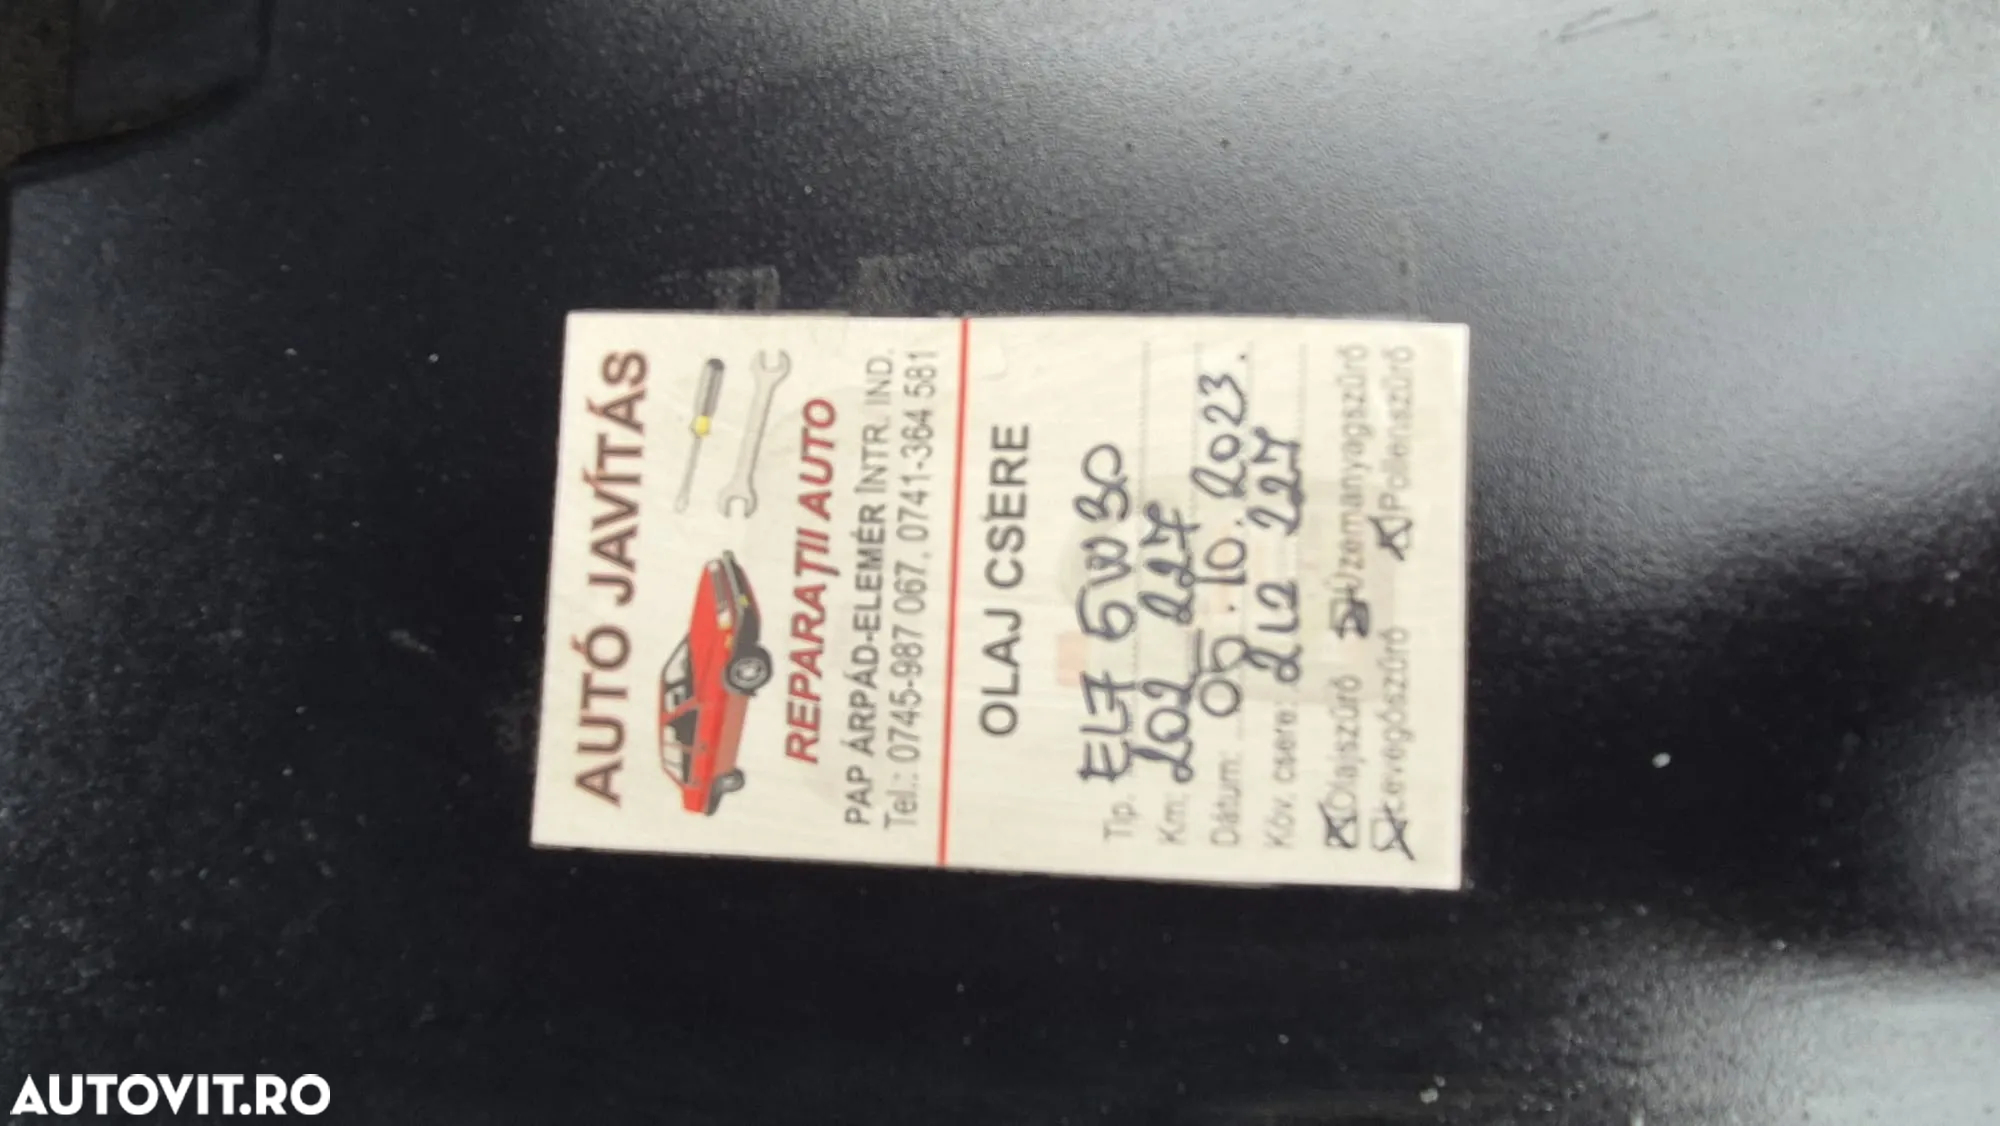 AUTÓ JAVÍTÁS
REPARAŢII AUTO
PAP ÁRPÁD-ELEMÉR ÎNTR. IND.
Tel.: 0745-987 067. 0741-364 581
OLAJ CSERE
Tip. ELF 5W30
Km: 202 227
Dátum: 05.10.2023.
Köv. csere: 212 227
Olajszűrő Üzemanyagszűrő
Levegőszűrő Pollenszűrő
AUTOVIT.RO